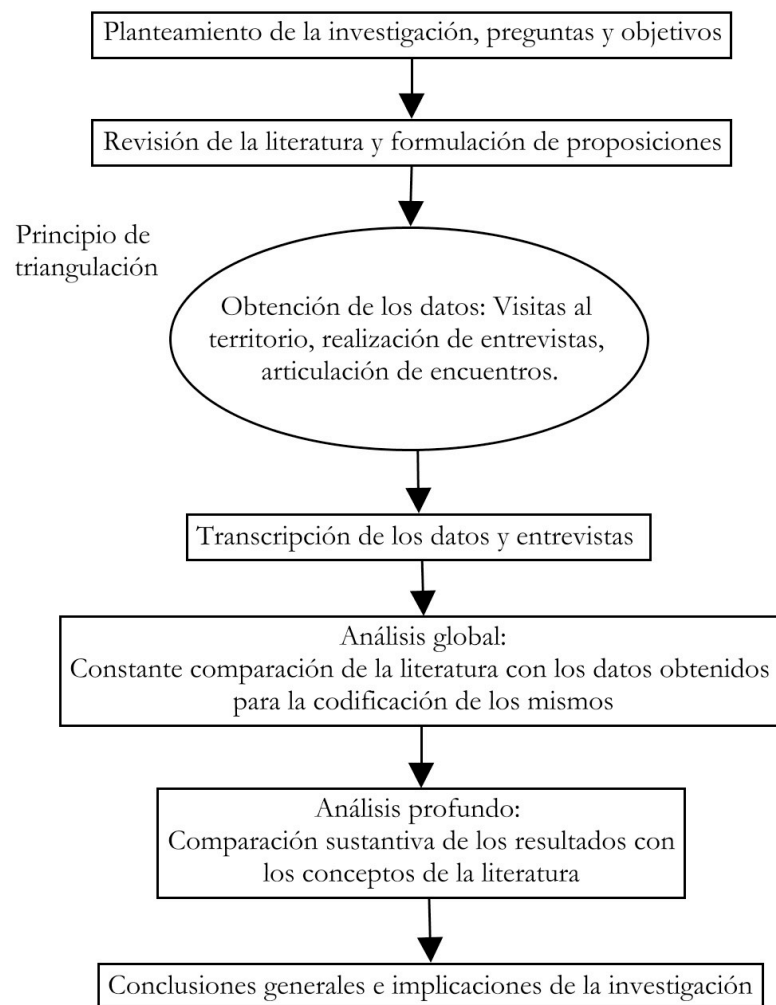 Planteamiento de la investigación, preguntas y objetivos
Revisión de la literatura y formulación de proposiciones
Principio de
triangulación
Obtención de los datos: Visitas al
territorio, realización de entrevistas,
articulación de encuentros.
Transcripción de los datos y entrevistas
Análisis global:
Constante comparación de la literatura con los datos obtenidos
para la codificación de los mismos
Análisis profundo:
Comparación sustantiva de los resultados con
los conceptos de la literatura
Conclusiones generales e implicaciones de la investigación